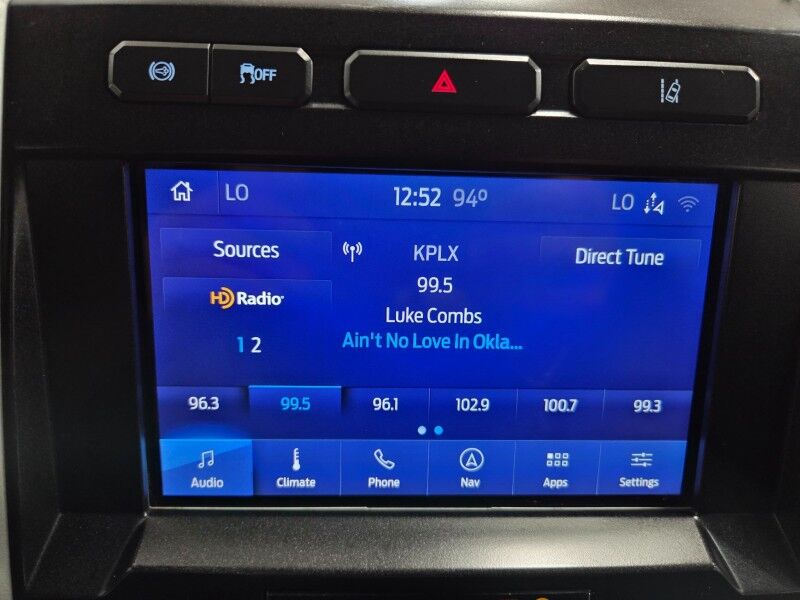 OFF
LO 12:52 94° LO
Sources KPLX Direct Tune
99.5
HD Radio Luke Combs
1 2 Ain't No Love In Okla...
96.3 99.5 96.1 102.9 100.7 99.3
Audio Climate Phone Nav Apps Settings